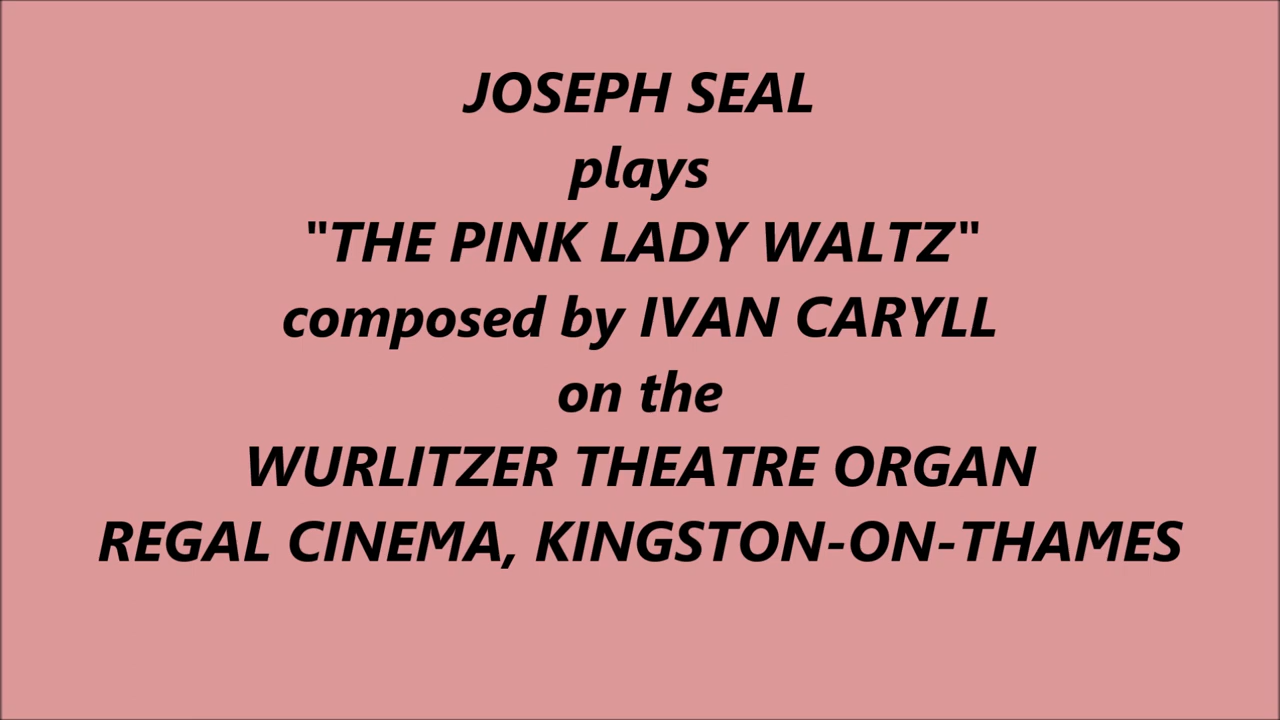 JOSEPH SEAL
plays
"THE PINK LADY WALTZ"
composed by IVAN CARYLL
on the
WURLITZER THEATRE ORGAN
REGAL CINEMA, KINGSTON-ON-THAMES